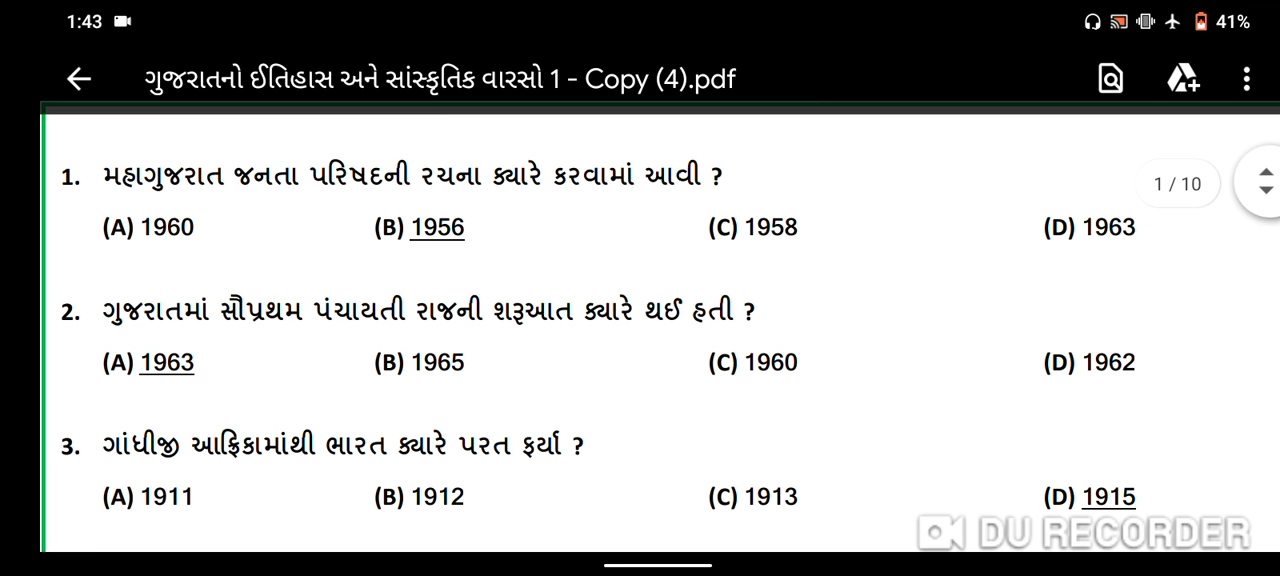 1:43
41%
ગુજરાતનો ઈતિહાસ અને સાંસ્કૃતિક વારસો 1 - Copy (4).pdf
1. મહાગુજરાત જનતા પરિષદની રચના ક્યારે કરવામાં આવી ?
1 / 10
(A) 1960 (B) 1956 (C) 1958 (D) 1963
2. ગુજરાતમાં સૌપ્રથમ પંચાયતી રાજની શરૂઆત ક્યારે થઈ હતી ?
(A) 1963 (B) 1965 (C) 1960 (D) 1962
3. ગાંધીજી આફ્રિકામાંથી ભારત ક્યારે પરત ફર્યા ?
(A) 1911 (B) 1912 (C) 1913 (D) 1915
DU RECORDER